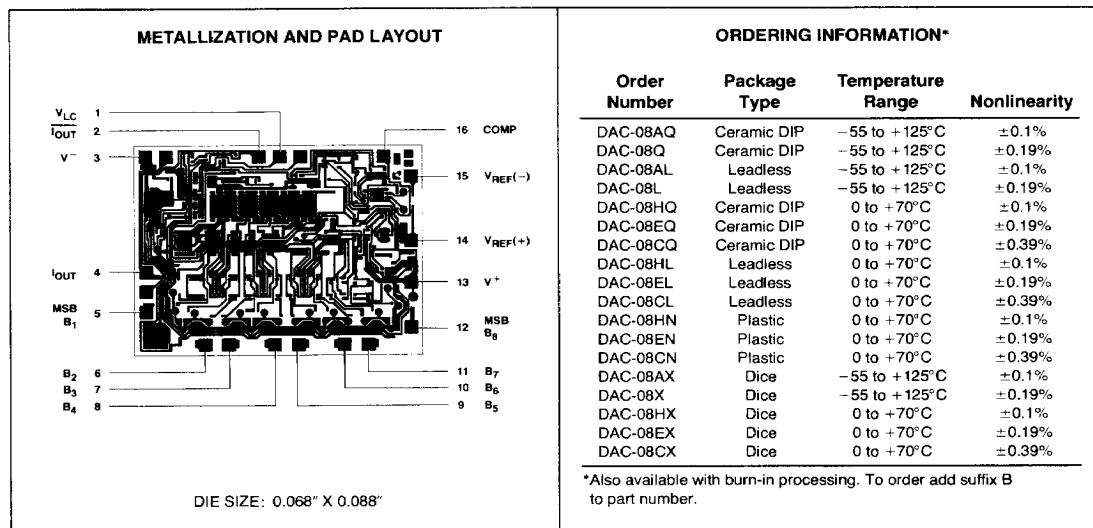 METALLIZATION AND PAD LAYOUT
V_LC 1
I̅O̅U̅T̅ 2
V− 3
16 COMP
15 V_REF(−)
14 V_REF(+)
I_OUT 4
13 V+
MSB
B₁ 5
12 MSB
B₈
B₂ 6
B₃ 7
B₄ 8
11 B₇
10 B₆
9 B₅
DIE SIZE: 0.068″ X 0.088″
ORDERING INFORMATION*
Order Number Package Type Temperature Range Nonlinearity
DAC-08AQ Ceramic DIP −55 to +125°C ±0.1%
DAC-08Q Ceramic DIP −55 to +125°C ±0.19%
DAC-08AL Leadless −55 to +125°C ±0.1%
DAC-08L Leadless −55 to +125°C ±0.19%
DAC-08HQ Ceramic DIP 0 to +70°C ±0.1%
DAC-08EQ Ceramic DIP 0 to +70°C ±0.19%
DAC-08CQ Ceramic DIP 0 to +70°C ±0.39%
DAC-08HL Leadless 0 to +70°C ±0.1%
DAC-08EL Leadless 0 to +70°C ±0.19%
DAC-08CL Leadless 0 to +70°C ±0.39%
DAC-08HN Plastic 0 to +70°C ±0.1%
DAC-08EN Plastic 0 to +70°C ±0.19%
DAC-08CN Plastic 0 to +70°C ±0.39%
DAC-08AX Dice −55 to +125°C ±0.1%
DAC-08X Dice −55 to +125°C ±0.19%
DAC-08HX Dice 0 to +70°C ±0.1%
DAC-08EX Dice 0 to +70°C ±0.19%
DAC-08CX Dice 0 to +70°C ±0.39%
*Also available with burn-in processing. To order add suffix B
to part number.